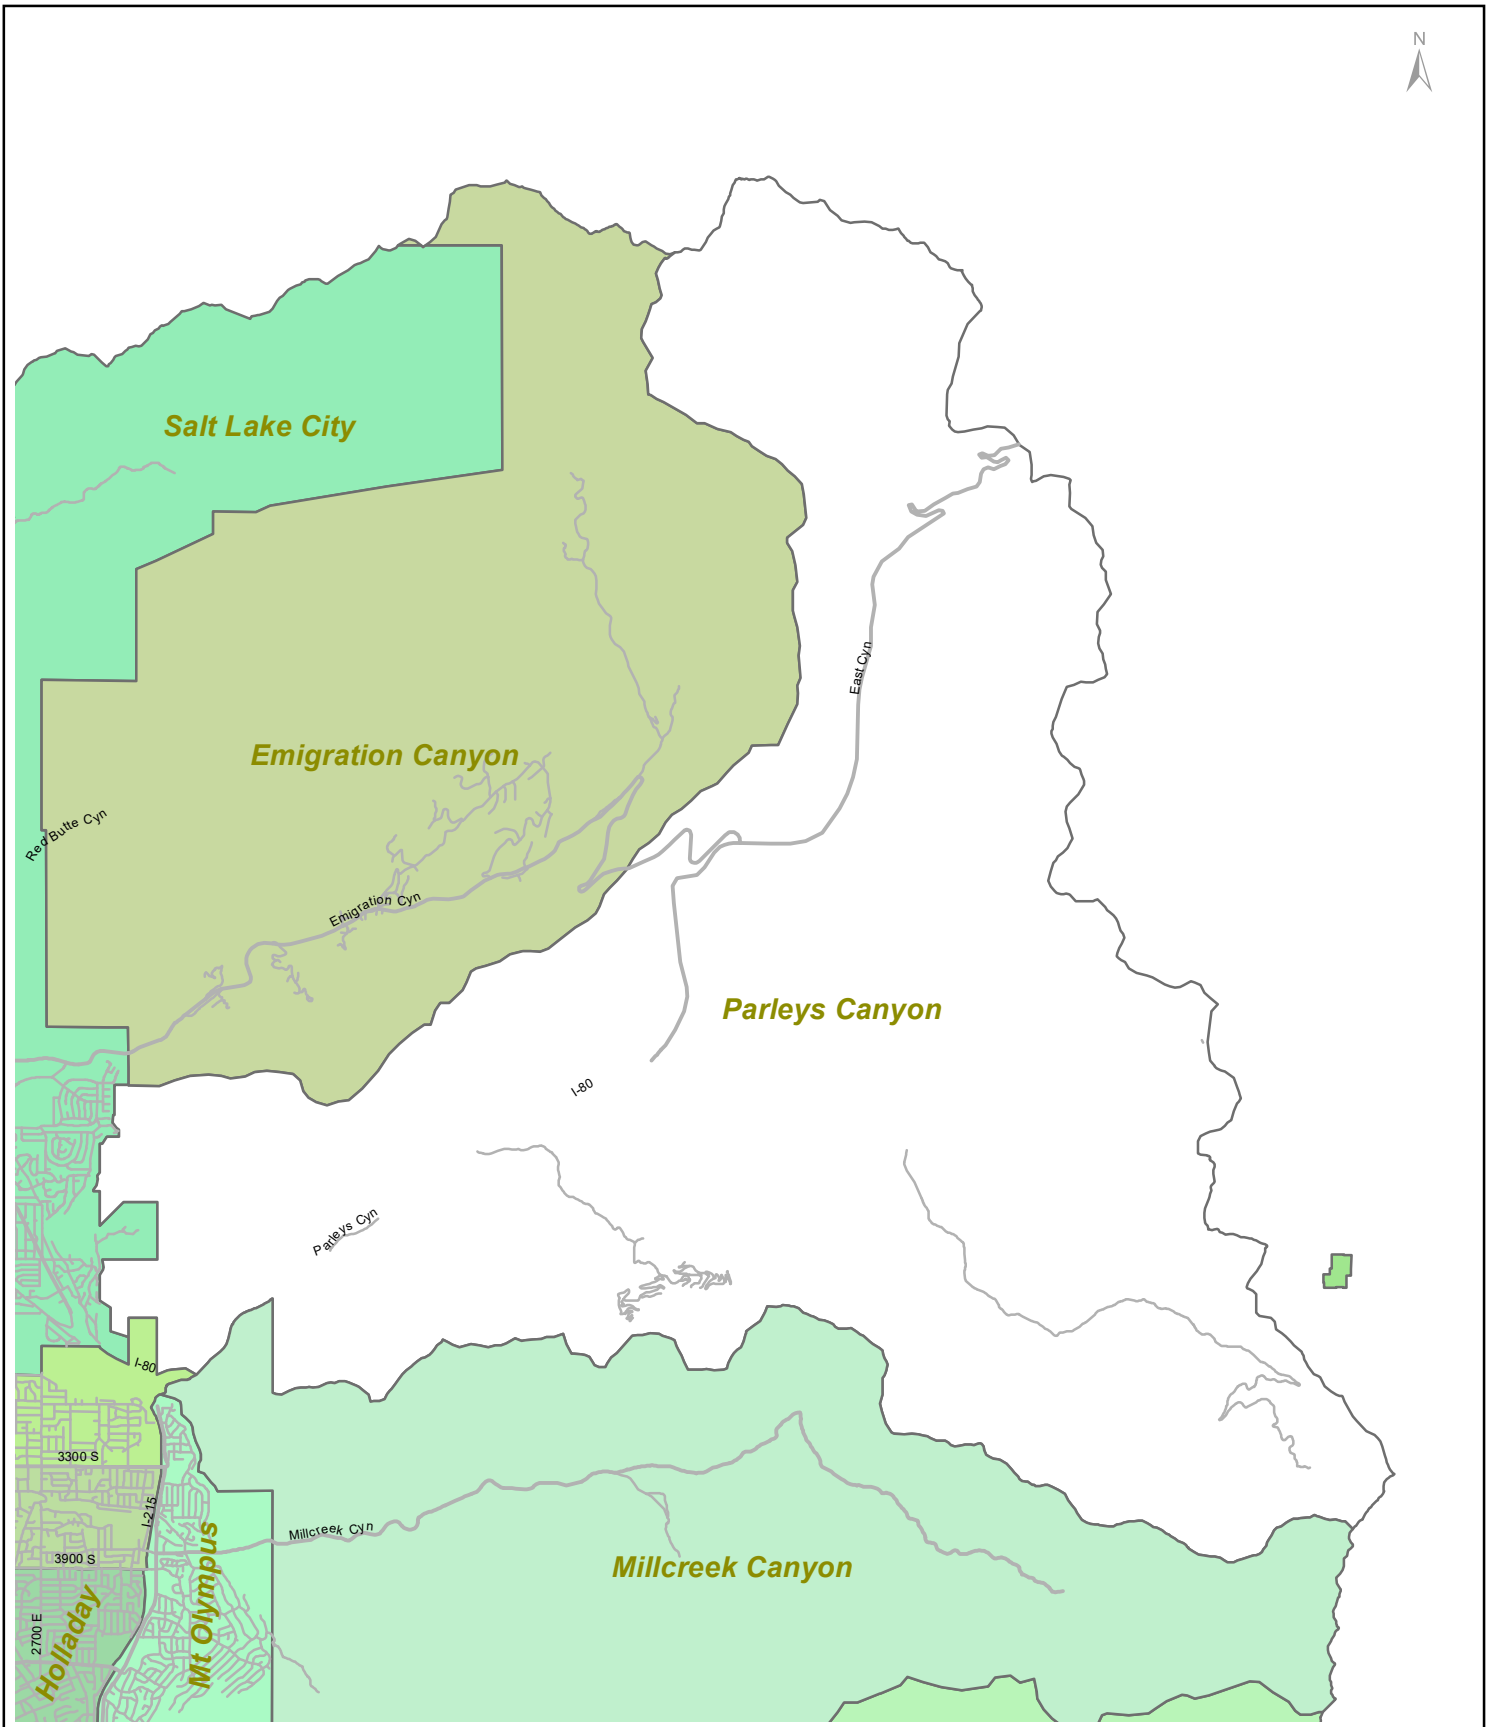 N
Salt Lake City
East Cyn
Emigration Canyon
Red Butte Cyn
Emigration Cyn
Parleys Canyon
I-80
Parleys Cyn
I-80
3300 S
I-215
Millcreek Cyn
3900 S
Millcreek Canyon
2700 E
Holladay
Mt Olympus